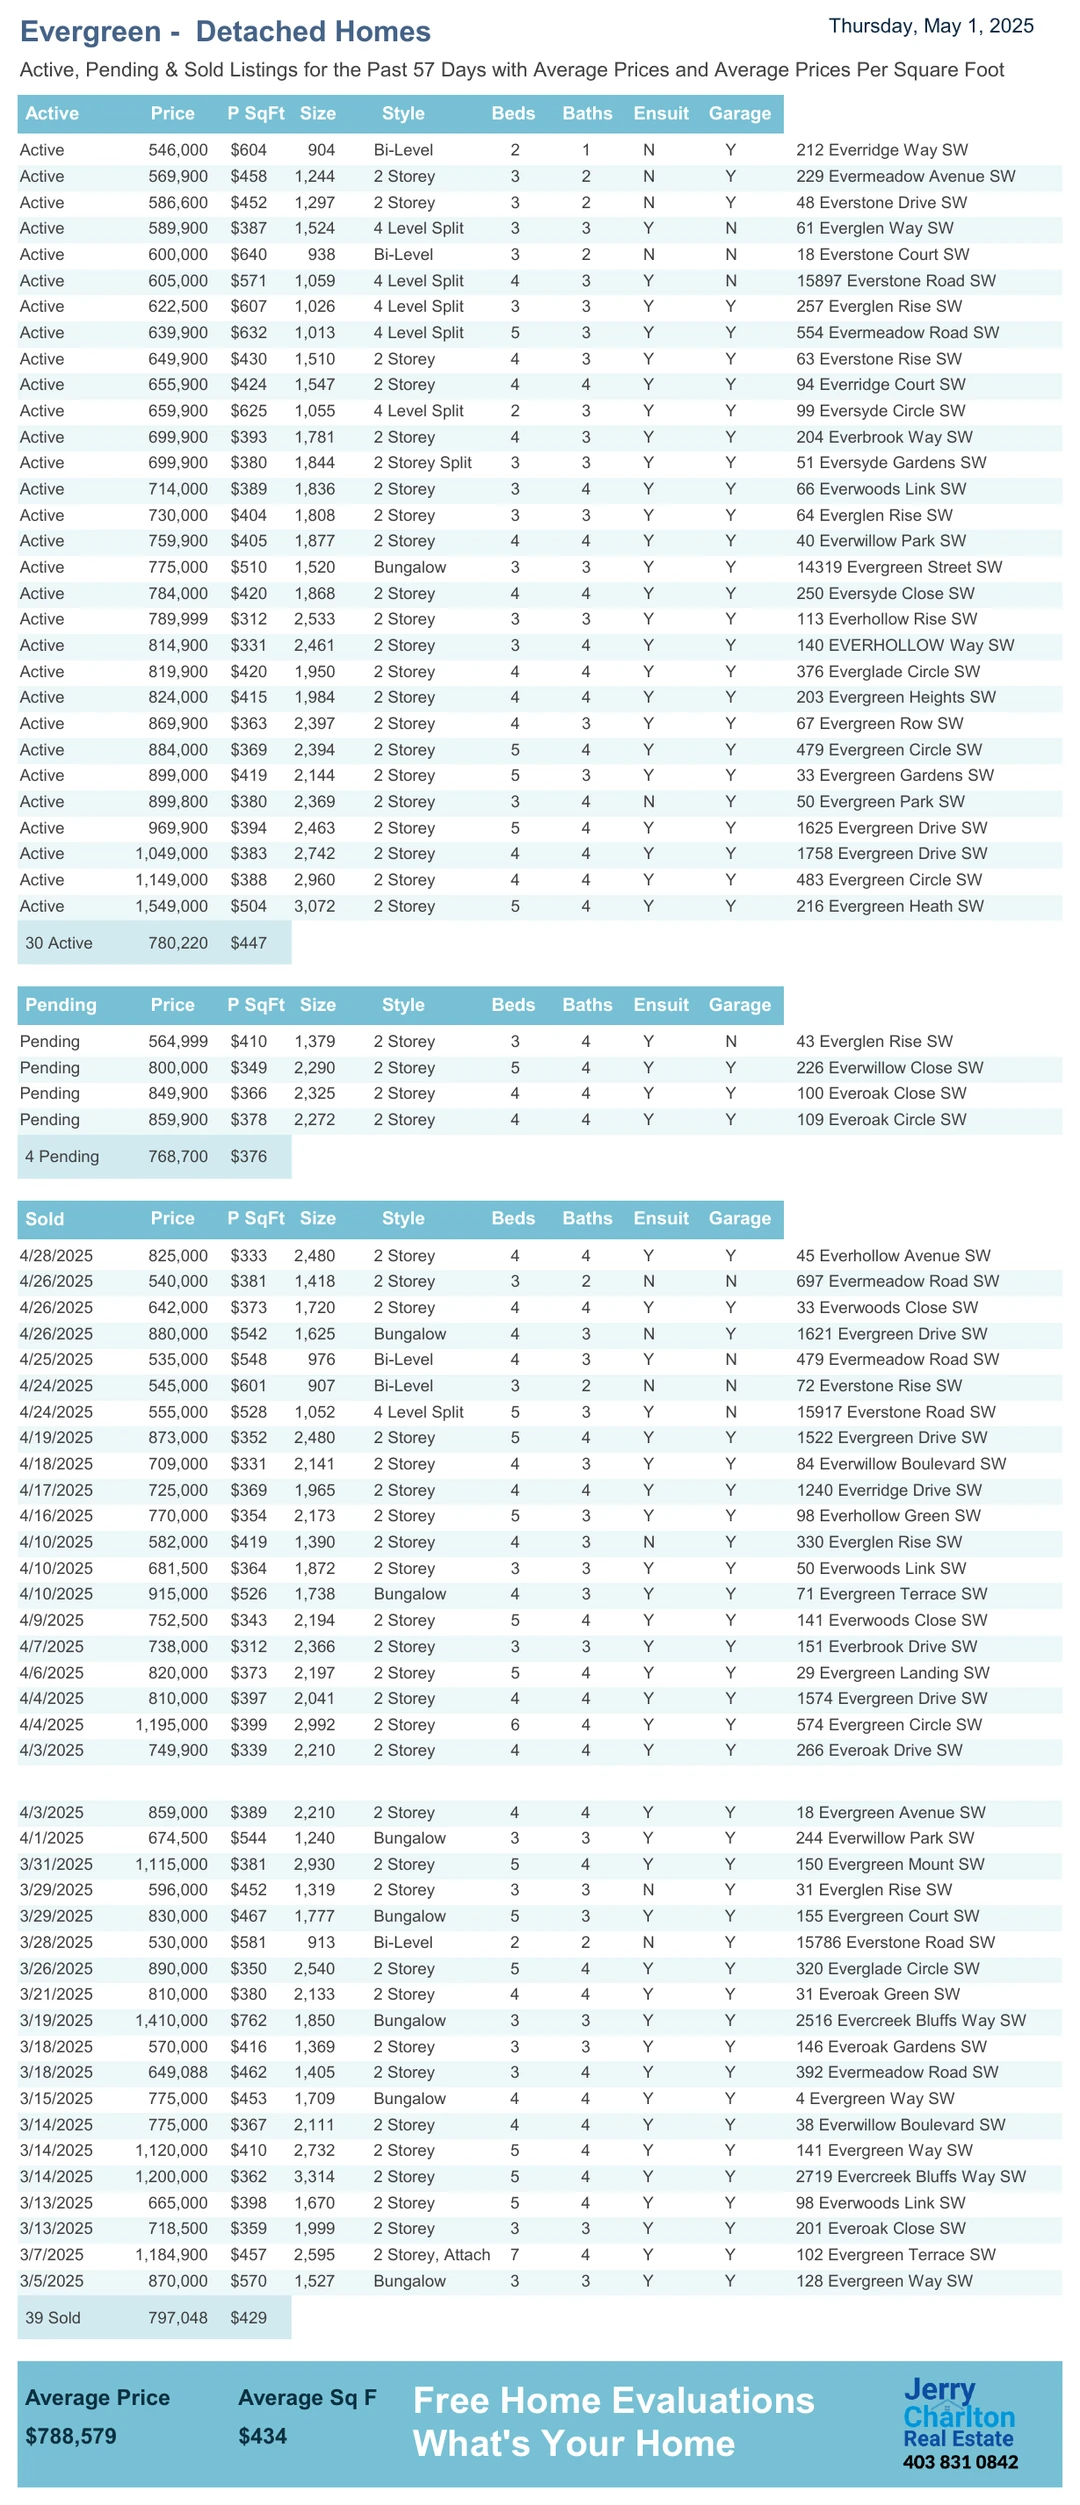 Evergreen -  Detached Homes
Thursday, May 1, 2025
Active, Pending & Sold Listings for the Past 57 Days with Average Prices and Average Prices Per Square Foot
Active Price P SqFt Size Style Beds Baths Ensuit Garage
Active 546,000 $604 904 Bi-Level 2 1 N Y 212 Everridge Way SW
Active 569,900 $458 1,244 2 Storey 3 2 N Y 229 Evermeadow Avenue SW
Active 586,600 $452 1,297 2 Storey 3 2 N Y 48 Everstone Drive SW
Active 589,900 $387 1,524 4 Level Split 3 3 Y N 61 Everglen Way SW
Active 600,000 $640 938 Bi-Level 3 2 N N 18 Everstone Court SW
Active 605,000 $571 1,059 4 Level Split 4 3 Y N 15897 Everstone Road SW
Active 622,500 $607 1,026 4 Level Split 3 3 Y Y 257 Everglen Rise SW
Active 639,900 $632 1,013 4 Level Split 5 3 Y Y 554 Evermeadow Road SW
Active 649,900 $430 1,510 2 Storey 4 3 Y Y 63 Everstone Rise SW
Active 655,900 $424 1,547 2 Storey 4 4 Y Y 94 Everridge Court SW
Active 659,900 $625 1,055 4 Level Split 2 3 Y Y 99 Eversyde Circle SW
Active 699,900 $393 1,781 2 Storey 4 3 Y Y 204 Everbrook Way SW
Active 699,900 $380 1,844 2 Storey Split 3 3 Y Y 51 Eversyde Gardens SW
Active 714,000 $389 1,836 2 Storey 3 4 Y Y 66 Everwoods Link SW
Active 730,000 $404 1,808 2 Storey 3 3 Y Y 64 Everglen Rise SW
Active 759,900 $405 1,877 2 Storey 4 4 Y Y 40 Everwillow Park SW
Active 775,000 $510 1,520 Bungalow 3 3 Y Y 14319 Evergreen Street SW
Active 784,000 $420 1,868 2 Storey 4 4 Y Y 250 Eversyde Close SW
Active 789,999 $312 2,533 2 Storey 3 3 Y Y 113 Everhollow Rise SW
Active 814,900 $331 2,461 2 Storey 3 4 Y Y 140 EVERHOLLOW Way SW
Active 819,900 $420 1,950 2 Storey 4 4 Y Y 376 Everglade Circle SW
Active 824,000 $415 1,984 2 Storey 4 4 Y Y 203 Evergreen Heights SW
Active 869,900 $363 2,397 2 Storey 4 3 Y Y 67 Evergreen Row SW
Active 884,000 $369 2,394 2 Storey 5 4 Y Y 479 Evergreen Circle SW
Active 899,000 $419 2,144 2 Storey 5 3 Y Y 33 Evergreen Gardens SW
Active 899,800 $380 2,369 2 Storey 3 4 N Y 50 Evergreen Park SW
Active 969,900 $394 2,463 2 Storey 5 4 Y Y 1625 Evergreen Drive SW
Active 1,049,000 $383 2,742 2 Storey 4 4 Y Y 1758 Evergreen Drive SW
Active 1,149,000 $388 2,960 2 Storey 4 4 Y Y 483 Evergreen Circle SW
Active 1,549,000 $504 3,072 2 Storey 5 4 Y Y 216 Evergreen Heath SW
30 Active 780,220 $447
Pending Price P SqFt Size Style Beds Baths Ensuit Garage
Pending 564,999 $410 1,379 2 Storey 3 4 Y N 43 Everglen Rise SW
Pending 800,000 $349 2,290 2 Storey 5 4 Y Y 226 Everwillow Close SW
Pending 849,900 $366 2,325 2 Storey 4 4 Y Y 100 Everoak Close SW
Pending 859,900 $378 2,272 2 Storey 4 4 Y Y 109 Everoak Circle SW
4 Pending 768,700 $376
Sold Price P SqFt Size Style Beds Baths Ensuit Garage
4/28/2025 825,000 $333 2,480 2 Storey 4 4 Y Y 45 Everhollow Avenue SW
4/26/2025 540,000 $381 1,418 2 Storey 3 2 N N 697 Evermeadow Road SW
4/26/2025 642,000 $373 1,720 2 Storey 4 4 Y Y 33 Everwoods Close SW
4/26/2025 880,000 $542 1,625 Bungalow 4 3 N Y 1621 Evergreen Drive SW
4/25/2025 535,000 $548 976 Bi-Level 4 3 Y N 479 Evermeadow Road SW
4/24/2025 545,000 $601 907 Bi-Level 3 2 N N 72 Everstone Rise SW
4/24/2025 555,000 $528 1,052 4 Level Split 5 3 Y N 15917 Everstone Road SW
4/19/2025 873,000 $352 2,480 2 Storey 5 4 Y Y 1522 Evergreen Drive SW
4/18/2025 709,000 $331 2,141 2 Storey 4 3 Y Y 84 Everwillow Boulevard SW
4/17/2025 725,000 $369 1,965 2 Storey 4 4 Y Y 1240 Everridge Drive SW
4/16/2025 770,000 $354 2,173 2 Storey 5 3 Y Y 98 Everhollow Green SW
4/10/2025 582,000 $419 1,390 2 Storey 4 3 N Y 330 Everglen Rise SW
4/10/2025 681,500 $364 1,872 2 Storey 3 3 Y Y 50 Everwoods Link SW
4/10/2025 915,000 $526 1,738 Bungalow 4 3 Y Y 71 Evergreen Terrace SW
4/9/2025 752,500 $343 2,194 2 Storey 5 4 Y Y 141 Everwoods Close SW
4/7/2025 738,000 $312 2,366 2 Storey 3 3 Y Y 151 Everbrook Drive SW
4/6/2025 820,000 $373 2,197 2 Storey 5 4 Y Y 29 Evergreen Landing SW
4/4/2025 810,000 $397 2,041 2 Storey 4 4 Y Y 1574 Evergreen Drive SW
4/4/2025 1,195,000 $399 2,992 2 Storey 6 4 Y Y 574 Evergreen Circle SW
4/3/2025 749,900 $339 2,210 2 Storey 4 4 Y Y 266 Everoak Drive SW
4/3/2025 859,000 $389 2,210 2 Storey 4 4 Y Y 18 Evergreen Avenue SW
4/1/2025 674,500 $544 1,240 Bungalow 3 3 Y Y 244 Everwillow Park SW
3/31/2025 1,115,000 $381 2,930 2 Storey 5 4 Y Y 150 Evergreen Mount SW
3/29/2025 596,000 $452 1,319 2 Storey 3 3 N Y 31 Everglen Rise SW
3/29/2025 830,000 $467 1,777 Bungalow 5 3 Y Y 155 Evergreen Court SW
3/28/2025 530,000 $581 913 Bi-Level 2 2 N Y 15786 Everstone Road SW
3/26/2025 890,000 $350 2,540 2 Storey 5 4 Y Y 320 Everglade Circle SW
3/21/2025 810,000 $380 2,133 2 Storey 4 4 Y Y 31 Everoak Green SW
3/19/2025 1,410,000 $762 1,850 Bungalow 3 3 Y Y 2516 Evercreek Bluffs Way SW
3/18/2025 570,000 $416 1,369 2 Storey 3 3 Y Y 146 Everoak Gardens SW
3/18/2025 649,088 $462 1,405 2 Storey 3 4 Y Y 392 Evermeadow Road SW
3/15/2025 775,000 $453 1,709 Bungalow 4 4 Y Y 4 Evergreen Way SW
3/14/2025 775,000 $367 2,111 2 Storey 4 4 Y Y 38 Everwillow Boulevard SW
3/14/2025 1,120,000 $410 2,732 2 Storey 5 4 Y Y 141 Evergreen Way SW
3/14/2025 1,200,000 $362 3,314 2 Storey 5 4 Y Y 2719 Evercreek Bluffs Way SW
3/13/2025 665,000 $398 1,670 2 Storey 5 4 Y Y 98 Everwoods Link SW
3/13/2025 718,500 $359 1,999 2 Storey 3 3 Y Y 201 Everoak Close SW
3/7/2025 1,184,900 $457 2,595 2 Storey, Attach 7 4 Y Y 102 Evergreen Terrace SW
3/5/2025 870,000 $570 1,527 Bungalow 3 3 Y Y 128 Evergreen Way SW
39 Sold 797,048 $429
Average Price Average Sq F
$788,579 $434
Free Home Evaluations
What's Your Home
Jerry
Charlton
Real Estate
403 831 0842